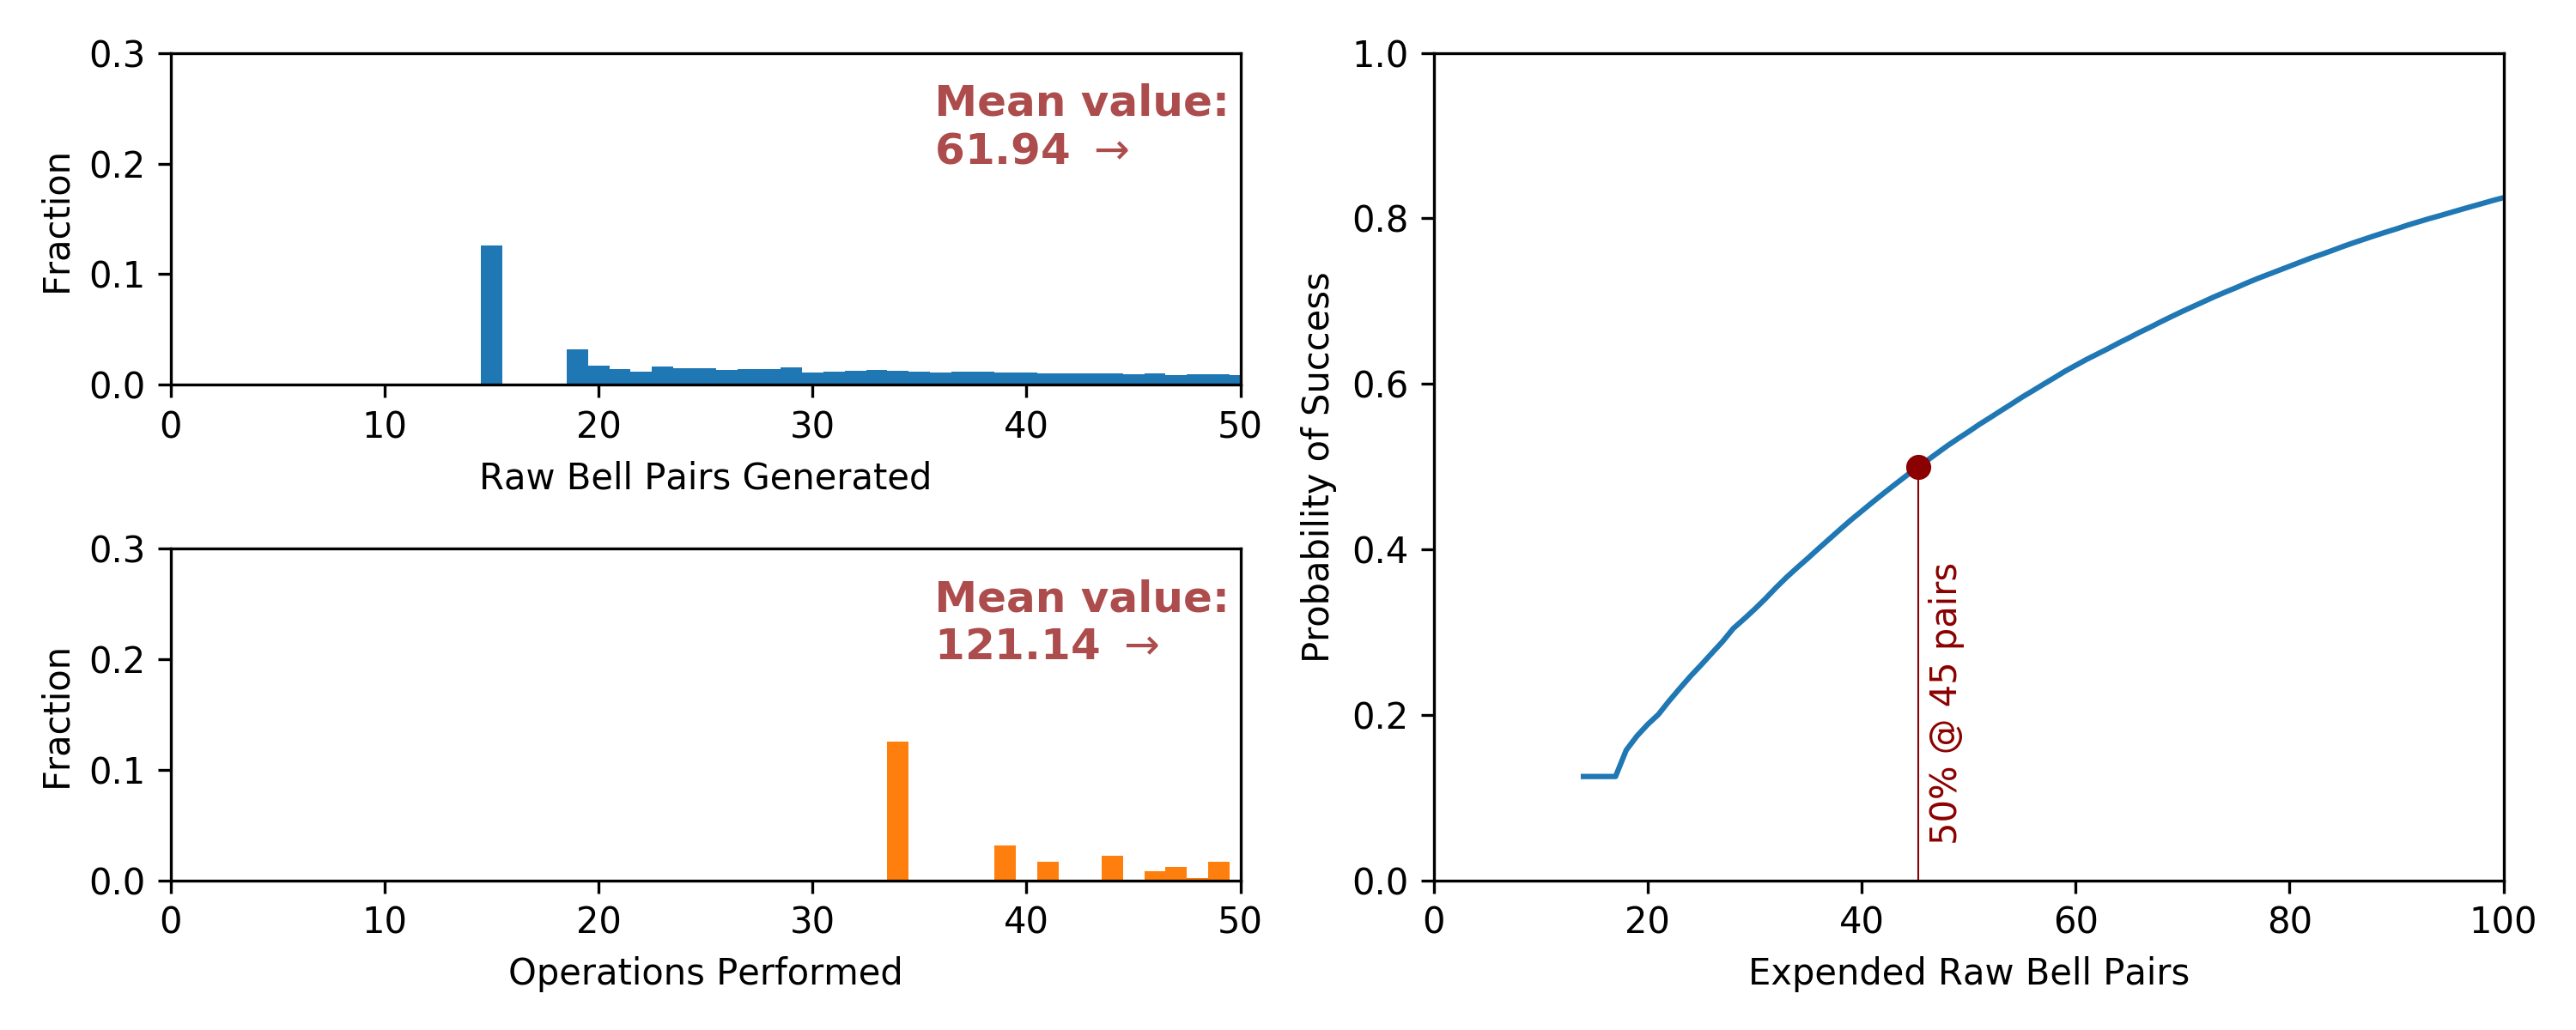 0.3
0.2
0.1
0.0
Fraction
Mean value:
61.94 →
0 10 20 30 40 50
Raw Bell Pairs Generated
0.3
0.2
0.1
0.0
Fraction
Mean value:
121.14 →
0 10 20 30 40 50
Operations Performed
1.0
0.8
0.6
0.4
0.2
0.0
Probability of Success
50% @ 45 pairs
0 20 40 60 80 100
Expended Raw Bell Pairs